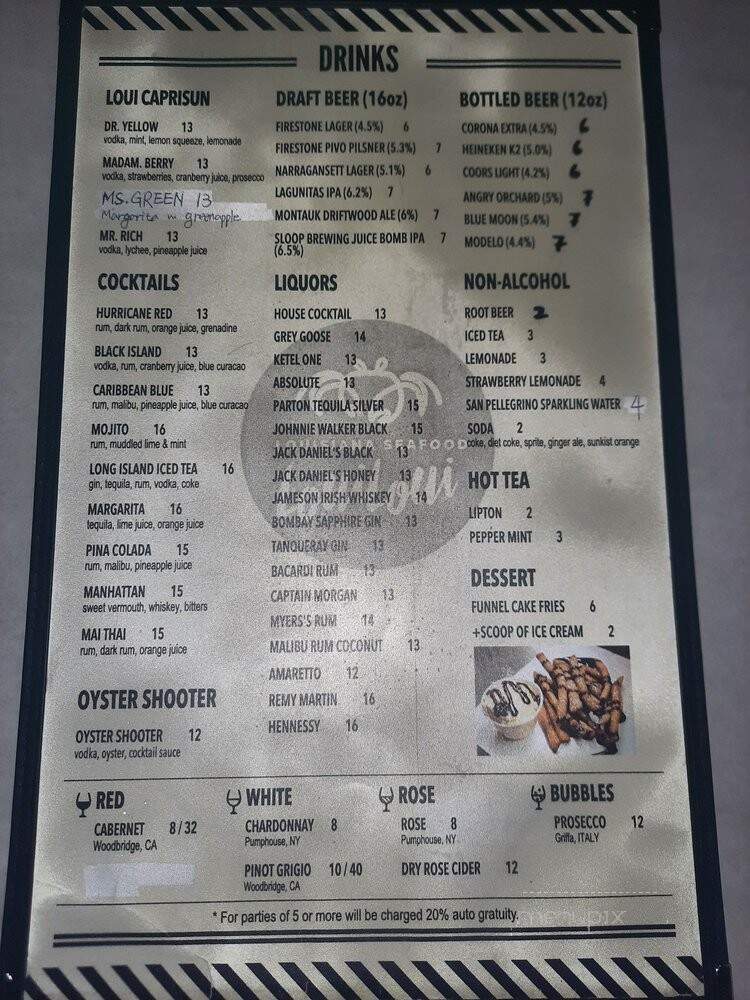 DRINKS
LOUI CAPRISUN
DR. YELLOW 13
vodka, mint, lemon squeeze, lemonade
MADAM. BERRY 13
vodka, strawberries, cranberry juice, prosecco
MS. GREEN 13
Margarita w greenapple
MR. RICH 13
vodka, lychee, pineapple juice
COCKTAILS
HURRICANE RED 13
rum, dark rum, orange juice, grenadine
BLACK ISLAND 13
vodka, rum, cranberry juice, blue curacao
CARIBBEAN BLUE 13
rum, malibu, pineapple juice, blue curacao
MOJITO 16
rum, muddled lime & mint
LONG ISLAND ICED TEA 16
gin, tequila, rum, vodka, coke
MARGARITA 16
tequila, lime juice, orange juice
PINA COLADA 15
rum, malibu, pineapple juice
MANHATTAN 15
sweet vermouth, whiskey, bitters
MAI THAI 15
rum, dark rum, orange juice
OYSTER SHOOTER
OYSTER SHOOTER 12
vodka, oyster, cocktail sauce
DRAFT BEER (16oz)
FIRESTONE LAGER (4.5%) 6
FIRESTONE PIVO PILSNER (5.3%) 7
NARRAGANSETT LAGER (5.1%) 6
LAGUNITAS IPA (6.2%) 7
MONTAUK DRIFTWOOD ALE (6%) 7
SLOOP BREWING JUICE BOMB IPA 7
(6.5%)
LIQUORS
HOUSE COCKTAIL 13
GREY GOOSE 14
KETEL ONE 13
ABSOLUTE 13
PARTON TEQUILA SILVER 15
JOHNNIE WALKER BLACK 15
LOUISIANA SEAFOOD
JACK DANIEL'S BLACK 13
JACK DANIEL'S HONEY 13
JAMESON IRISH WHISKEY 14
BOMBAY SAPPHIRE GIN 13
TANQUERAY GIN 13
BACARDI RUM 13
CAPTAIN MORGAN 13
MYERS'S RUM 14
MALIBU RUM COCONUT 13
AMARETTO 12
REMY MARTIN 16
HENNESSY 16
BOTTLED BEER (12oz)
CORONA EXTRA (4.5%) 6
HEINEKEN K2 (5.0%) 6
COORS LIGHT (4.2%) 6
ANGRY ORCHARD (5%) 7
BLUE MOON (5.4%) 7
MODELO (4.4%) 7
NON-ALCOHOL
ROOT BEER 2
ICED TEA 3
LEMONADE 3
STRAWBERRY LEMONADE 4
SAN PELLEGRINO SPARKLING WATER 4
SODA 2
coke, diet coke, sprite, ginger ale, sunkist orange
HOT TEA
LIPTON 2
PEPPER MINT 3
DESSERT
FUNNEL CAKE FRIES 6
+SCOOP OF ICE CREAM 2
RED
CABERNET 8 / 32
Woodbridge, CA
WHITE
CHARDONNAY 8
Pumphouse, NY
PINOT GRIGIO 10 / 40
Woodbridge, CA
ROSE
ROSE 8
Pumphouse, NY
DRY ROSE CIDER 12
BUBBLES
PROSECCO 12
Griffa, ITALY
* For parties of 5 or more will be charged 20% auto gratuity.
menupix